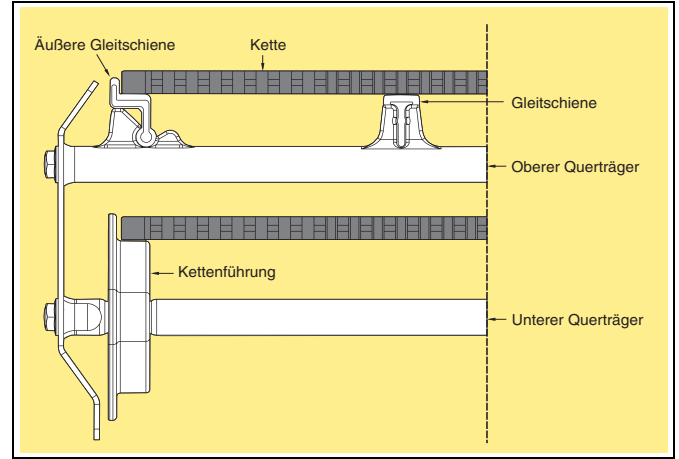 Äußere Gleitschiene
Kette
Gleitschiene
Oberer Querträger
Kettenführung
Unterer Querträger